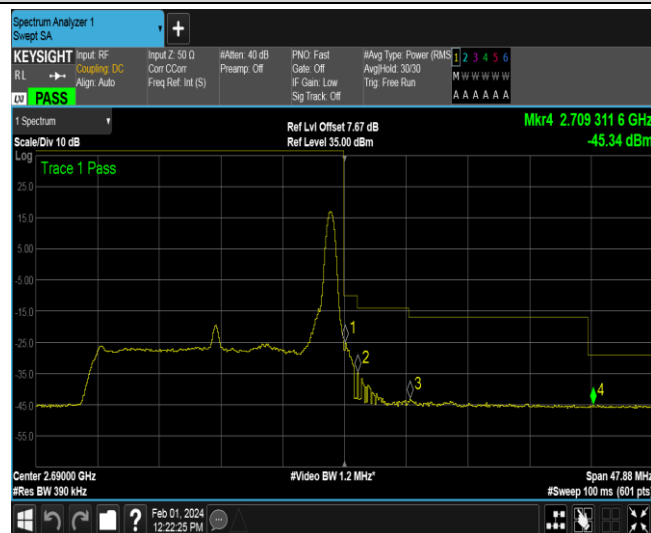 Spectrum Analyzer 1
Swept SA
KEYSIGHT
RL
PASS
Input: RF
Coupling: DC
Align: Auto
Input Z: 50 Ω
Corr CCorr
Freq Ref: Int (S)
#Atten: 40 dB
Preamp: Off
PNO: Fast
Gate: Off
IF Gain: Low
Sig Track: Off
#Avg Type: Power (RMS
Avg|Hold: 30/30
Trig: Free Run
1 2 3 4 5 6
M W W W W W
A A A A A A
1 Spectrum
Scale/Div 10 dB
Ref Lvl Offset 7.67 dB
Ref Level 35.00 dBm
Mkr4 2.709 311 6 GHz
-45.34 dBm
Log
Trace 1 Pass
25.0
15.0
5.00
-5.00
-15.0
-25.0
-35.0
-45.0
-55.0
1
2
3
4
Center 2.69000 GHz
#Res BW 390 kHz
#Video BW 1.2 MHz*
Span 47.88 MHz
#Sweep 100 ms (601 pts)
?
Feb 01, 2024
12:22:25 PM